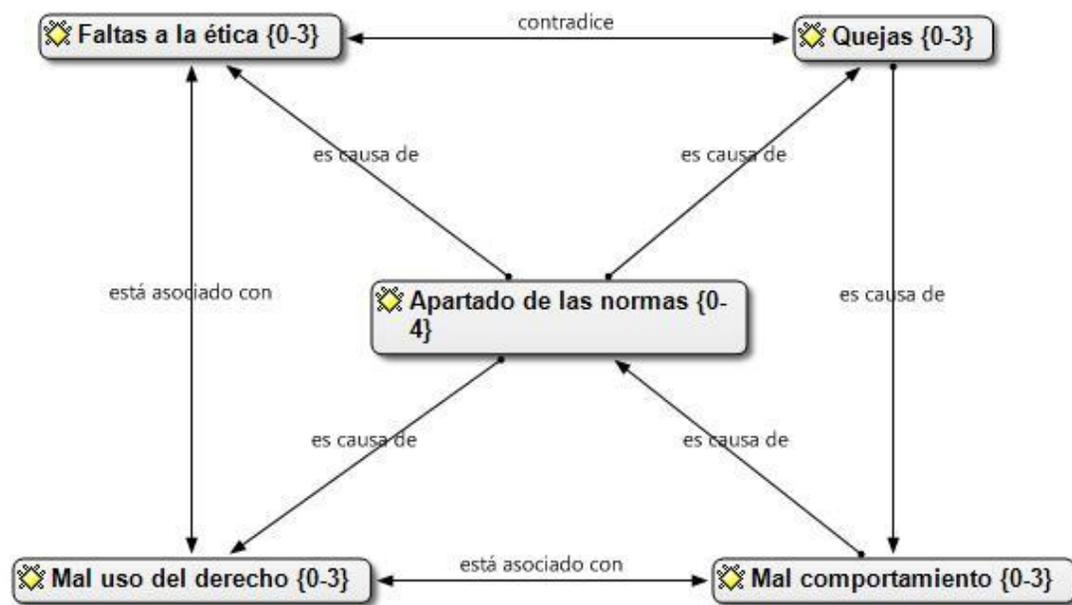 contradice
Faltas a la ética {0-3}
Quejas {0-3}
es causa de
es causa de
está asociado con
es causa de
Apartado de las normas {0-
4}
es causa de
es causa de
está asociado con
Mal uso del derecho {0-3}
Mal comportamiento {0-3}